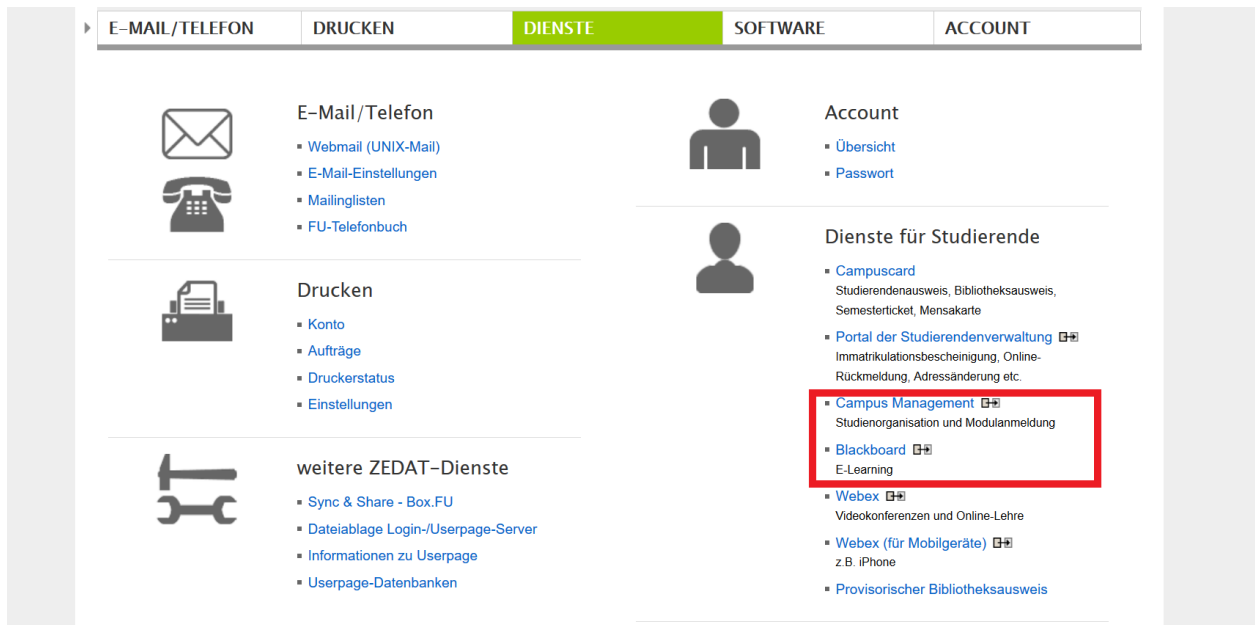 E-MAIL/TELEFON DRUCKEN DIENSTE SOFTWARE ACCOUNT
E-Mail/Telefon
Webmail (UNIX-Mail)
E-Mail-Einstellungen
Mailinglisten
FU-Telefonbuch
Drucken
Konto
Aufträge
Druckerstatus
Einstellungen
weitere ZEDAT-Dienste
Sync & Share - Box.FU
Dateiablage Login-/Userpage-Server
Informationen zu Userpage
Userpage-Datenbanken
Account
Übersicht
Passwort
Dienste für Studierende
Campuscard
Studierendenausweis, Bibliotheksausweis,
Semesterticket, Mensakarte
Portal der Studierendenverwaltung
Immatrikulationsbescheinigung, Online-
Rückmeldung, Adressänderung etc.
Campus Management
Studienorganisation und Modulanmeldung
Blackboard
E-Learning
Webex
Videokonferenzen und Online-Lehre
Webex (für Mobilgeräte)
z.B. iPhone
Provisorischer Bibliotheksausweis